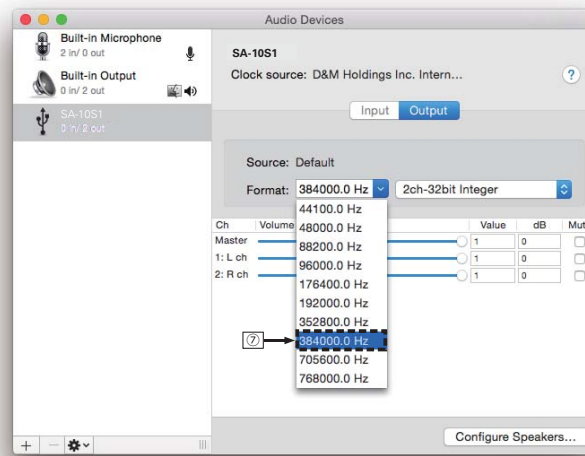 Audio Devices
Built-in Microphone
2 in/ 0 out
Built-in Output
0 in/ 2 out
SA-10S1
0 in/ 2 out
SA-10S1
Clock source: D&M Holdings Inc. Intern...
?
Input Output
Source: Default
Format: 384000.0 Hz 2ch-32bit Integer
44100.0 Hz
48000.0 Hz
88200.0 Hz
96000.0 Hz
176400.0 Hz
192000.0 Hz
352800.0 Hz
⑦ 384000.0 Hz
705600.0 Hz
768000.0 Hz
Ch Volume Value dB Mut
Master 1 0
1: L ch 1 0
2: R ch 1 0
Configure Speakers...